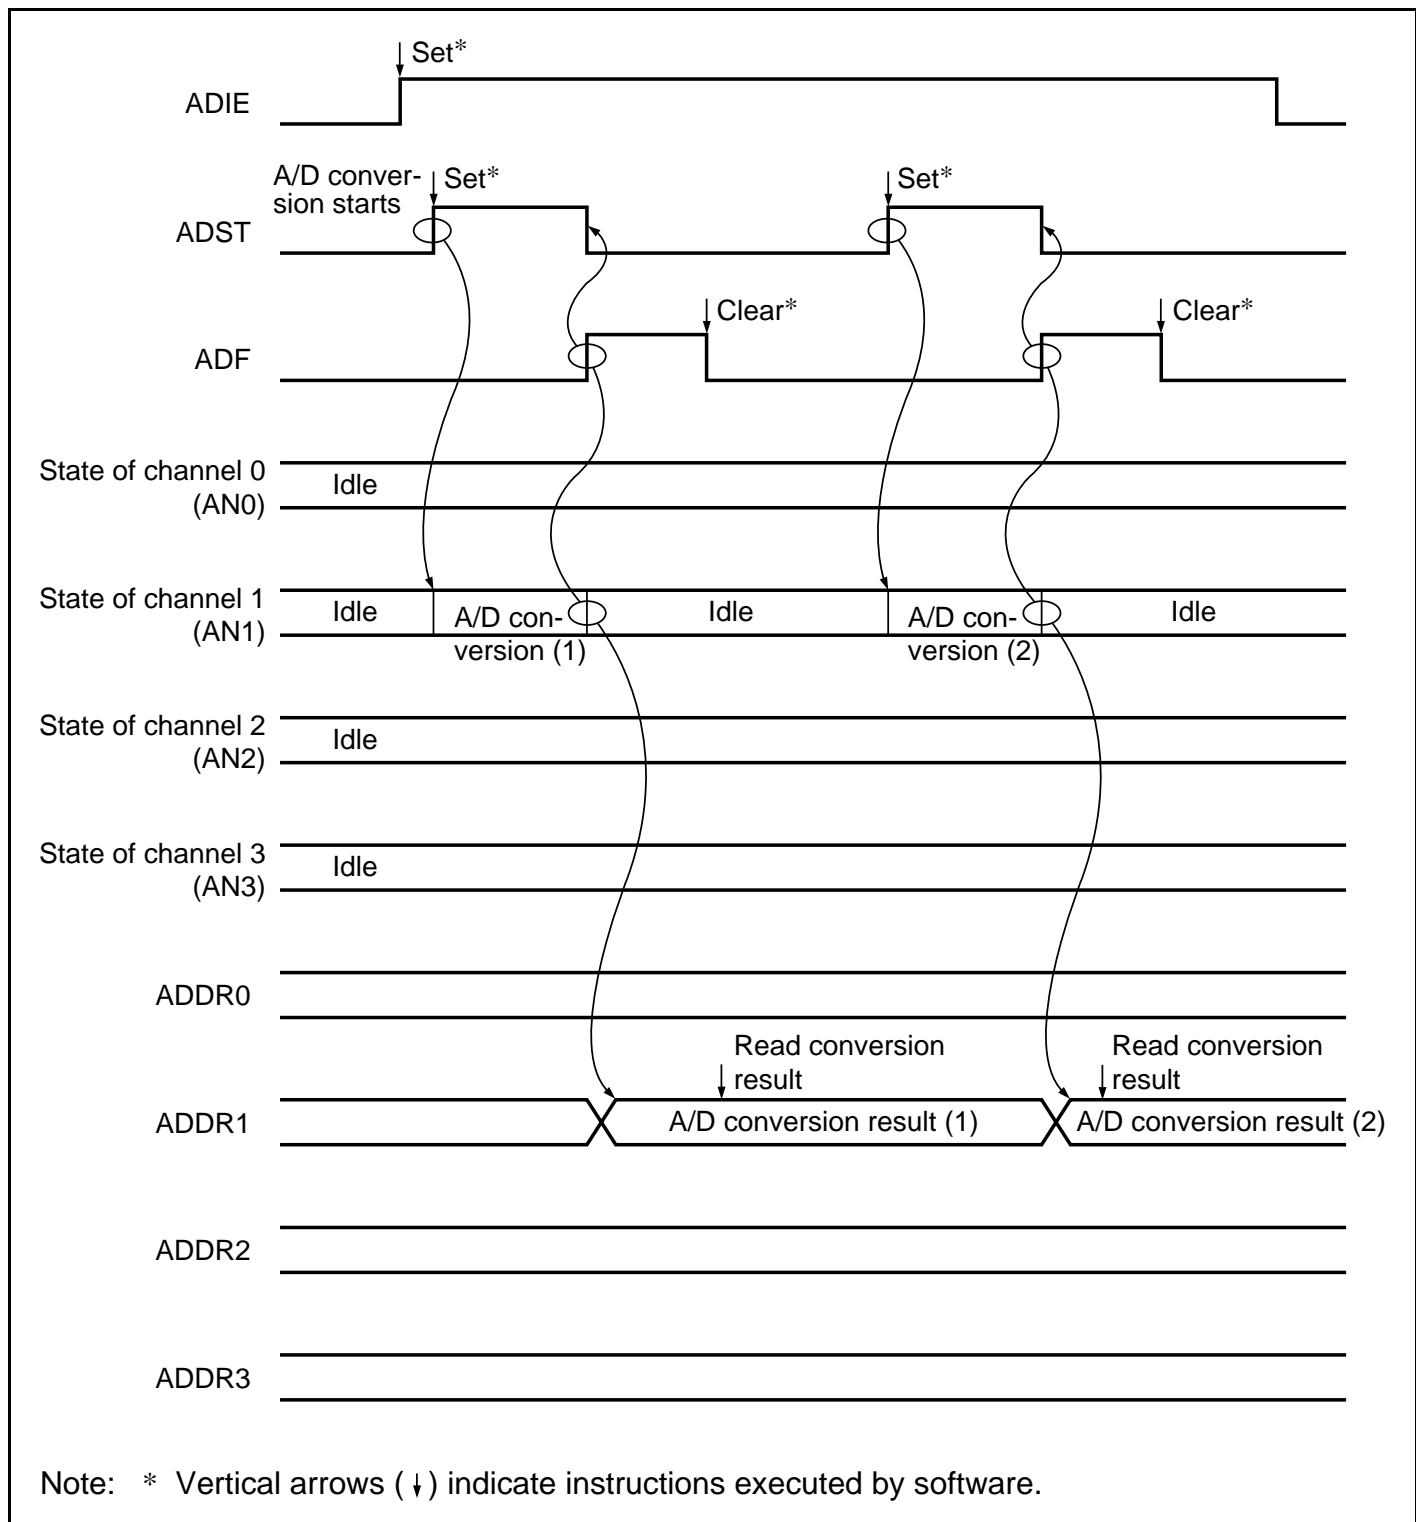 Set*
ADIE
A/D conver-
sion starts
Set*
Set*
ADST
Clear*
Clear*
ADF
State of channel 0
(AN0)
Idle
State of channel 1
(AN1)
Idle
A/D con-
version (1)
Idle
A/D con-
version (2)
Idle
State of channel 2
(AN2)
Idle
State of channel 3
(AN3)
Idle
ADDR0
Read conversion
result
Read conversion
result
ADDR1
A/D conversion result (1)
A/D conversion result (2)
ADDR2
ADDR3
Note: * Vertical arrows (↓) indicate instructions executed by software.